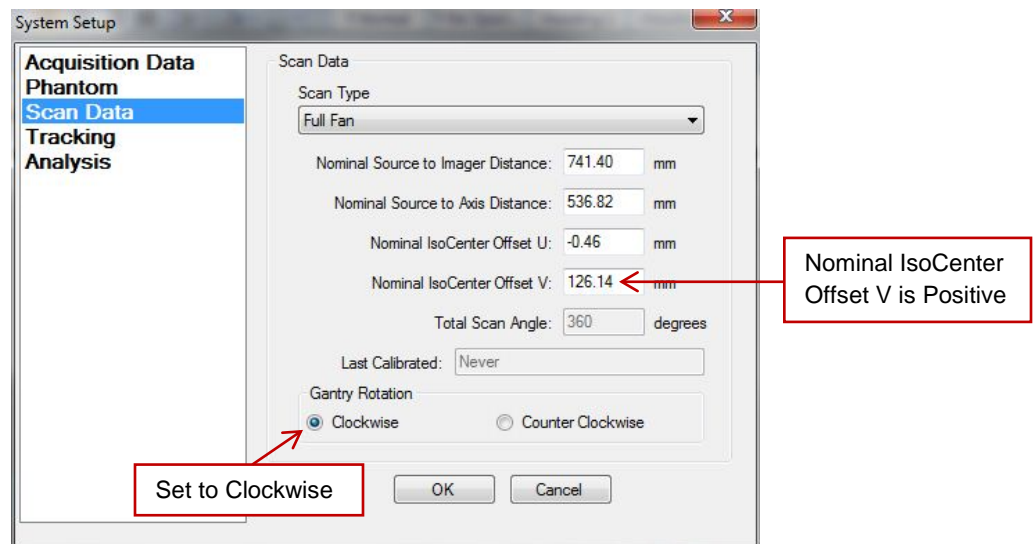 System Setup
Acquisition Data
Phantom
Scan Data
Tracking
Analysis
Scan Data
Scan Type
Full Fan
Nominal Source to Imager Distance: 741.40 mm
Nominal Source to Axis Distance: 536.82 mm
Nominal IsoCenter Offset U: -0.46 mm
Nominal IsoCenter Offset V: 126.14 mm
Total Scan Angle: 360 degrees
Last Calibrated: Never
Gantry Rotation
Clockwise Counter Clockwise
OK Cancel
Nominal IsoCenter
Offset V is Positive
Set to Clockwise